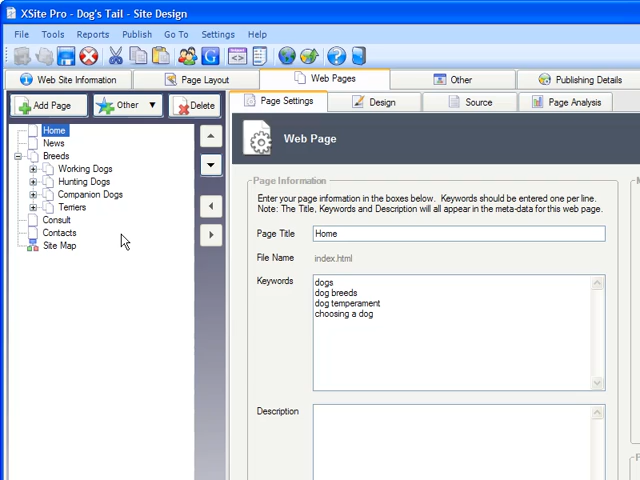 XSite Pro - Dog's Tail - Site Design
File Tools Reports Publish Go To Settings Help
Web Site Information Page Layout Web Pages Other Publishing Details
Add Page Other Delete
Page Settings Design Source Page Analysis
Home
News
Breeds
Working Dogs
Hunting Dogs
Companion Dogs
Terriers
Consult
Contacts
Site Map
Web Page
Page Information
Enter your page information in the boxes below. Keywords should be entered one per line.
Note: The Title, Keywords and Description will all appear in the meta-data for this web page.
Page Title Home
File Name index.html
Keywords
dogs
dog breeds
dog temperament
choosing a dog
Description